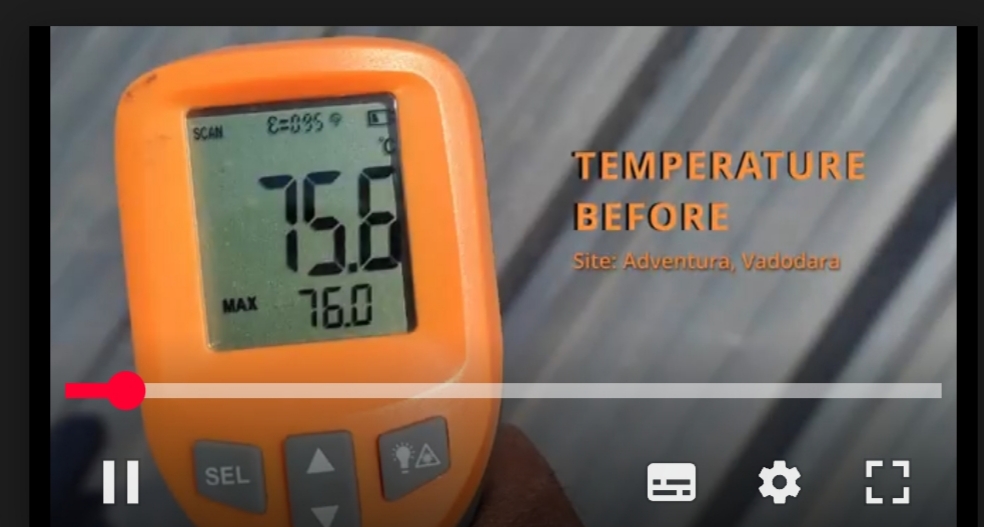 SCAN ε=0.95
°C
75.6
MAX 76.0
SEL
TEMPERATURE
BEFORE
Site: Adventura, Vadodara